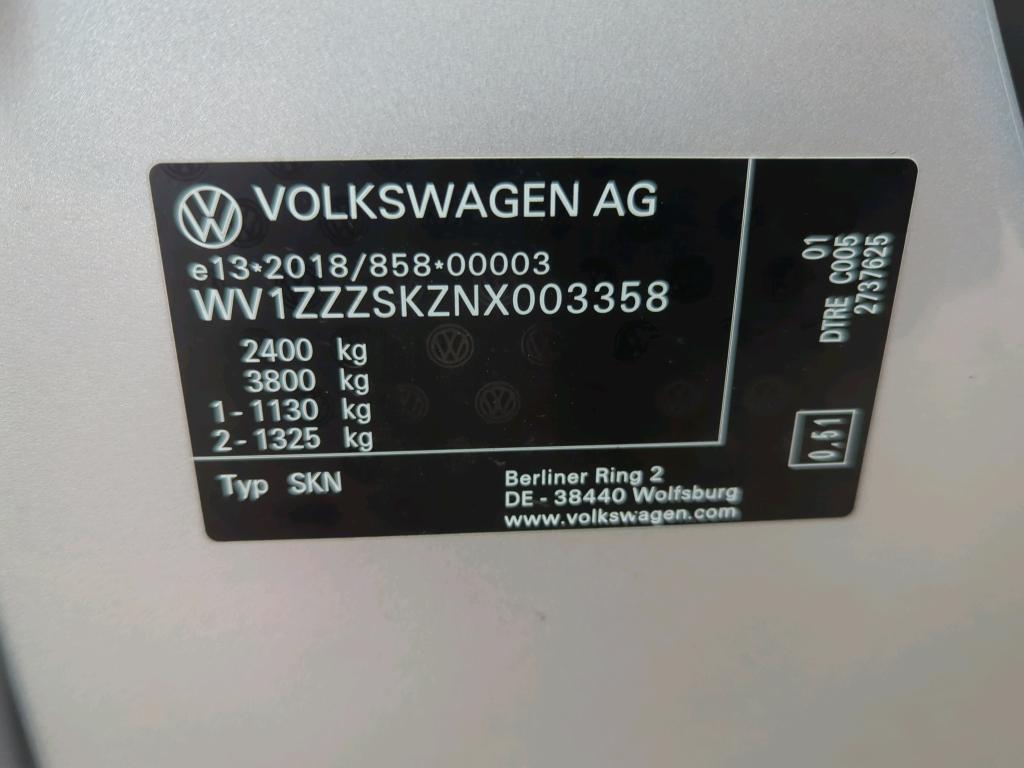 VOLKSWAGEN AG
e13*2018/858*00003
WV1ZZZSKZNX003358
2400 kg
3800 kg
1-1130 kg
2-1325 kg
Typ SKN
Berliner Ring 2
DE-38440 Wolfsburg
www.volkswagen.com
01
DTRE C005
2737625
0,51